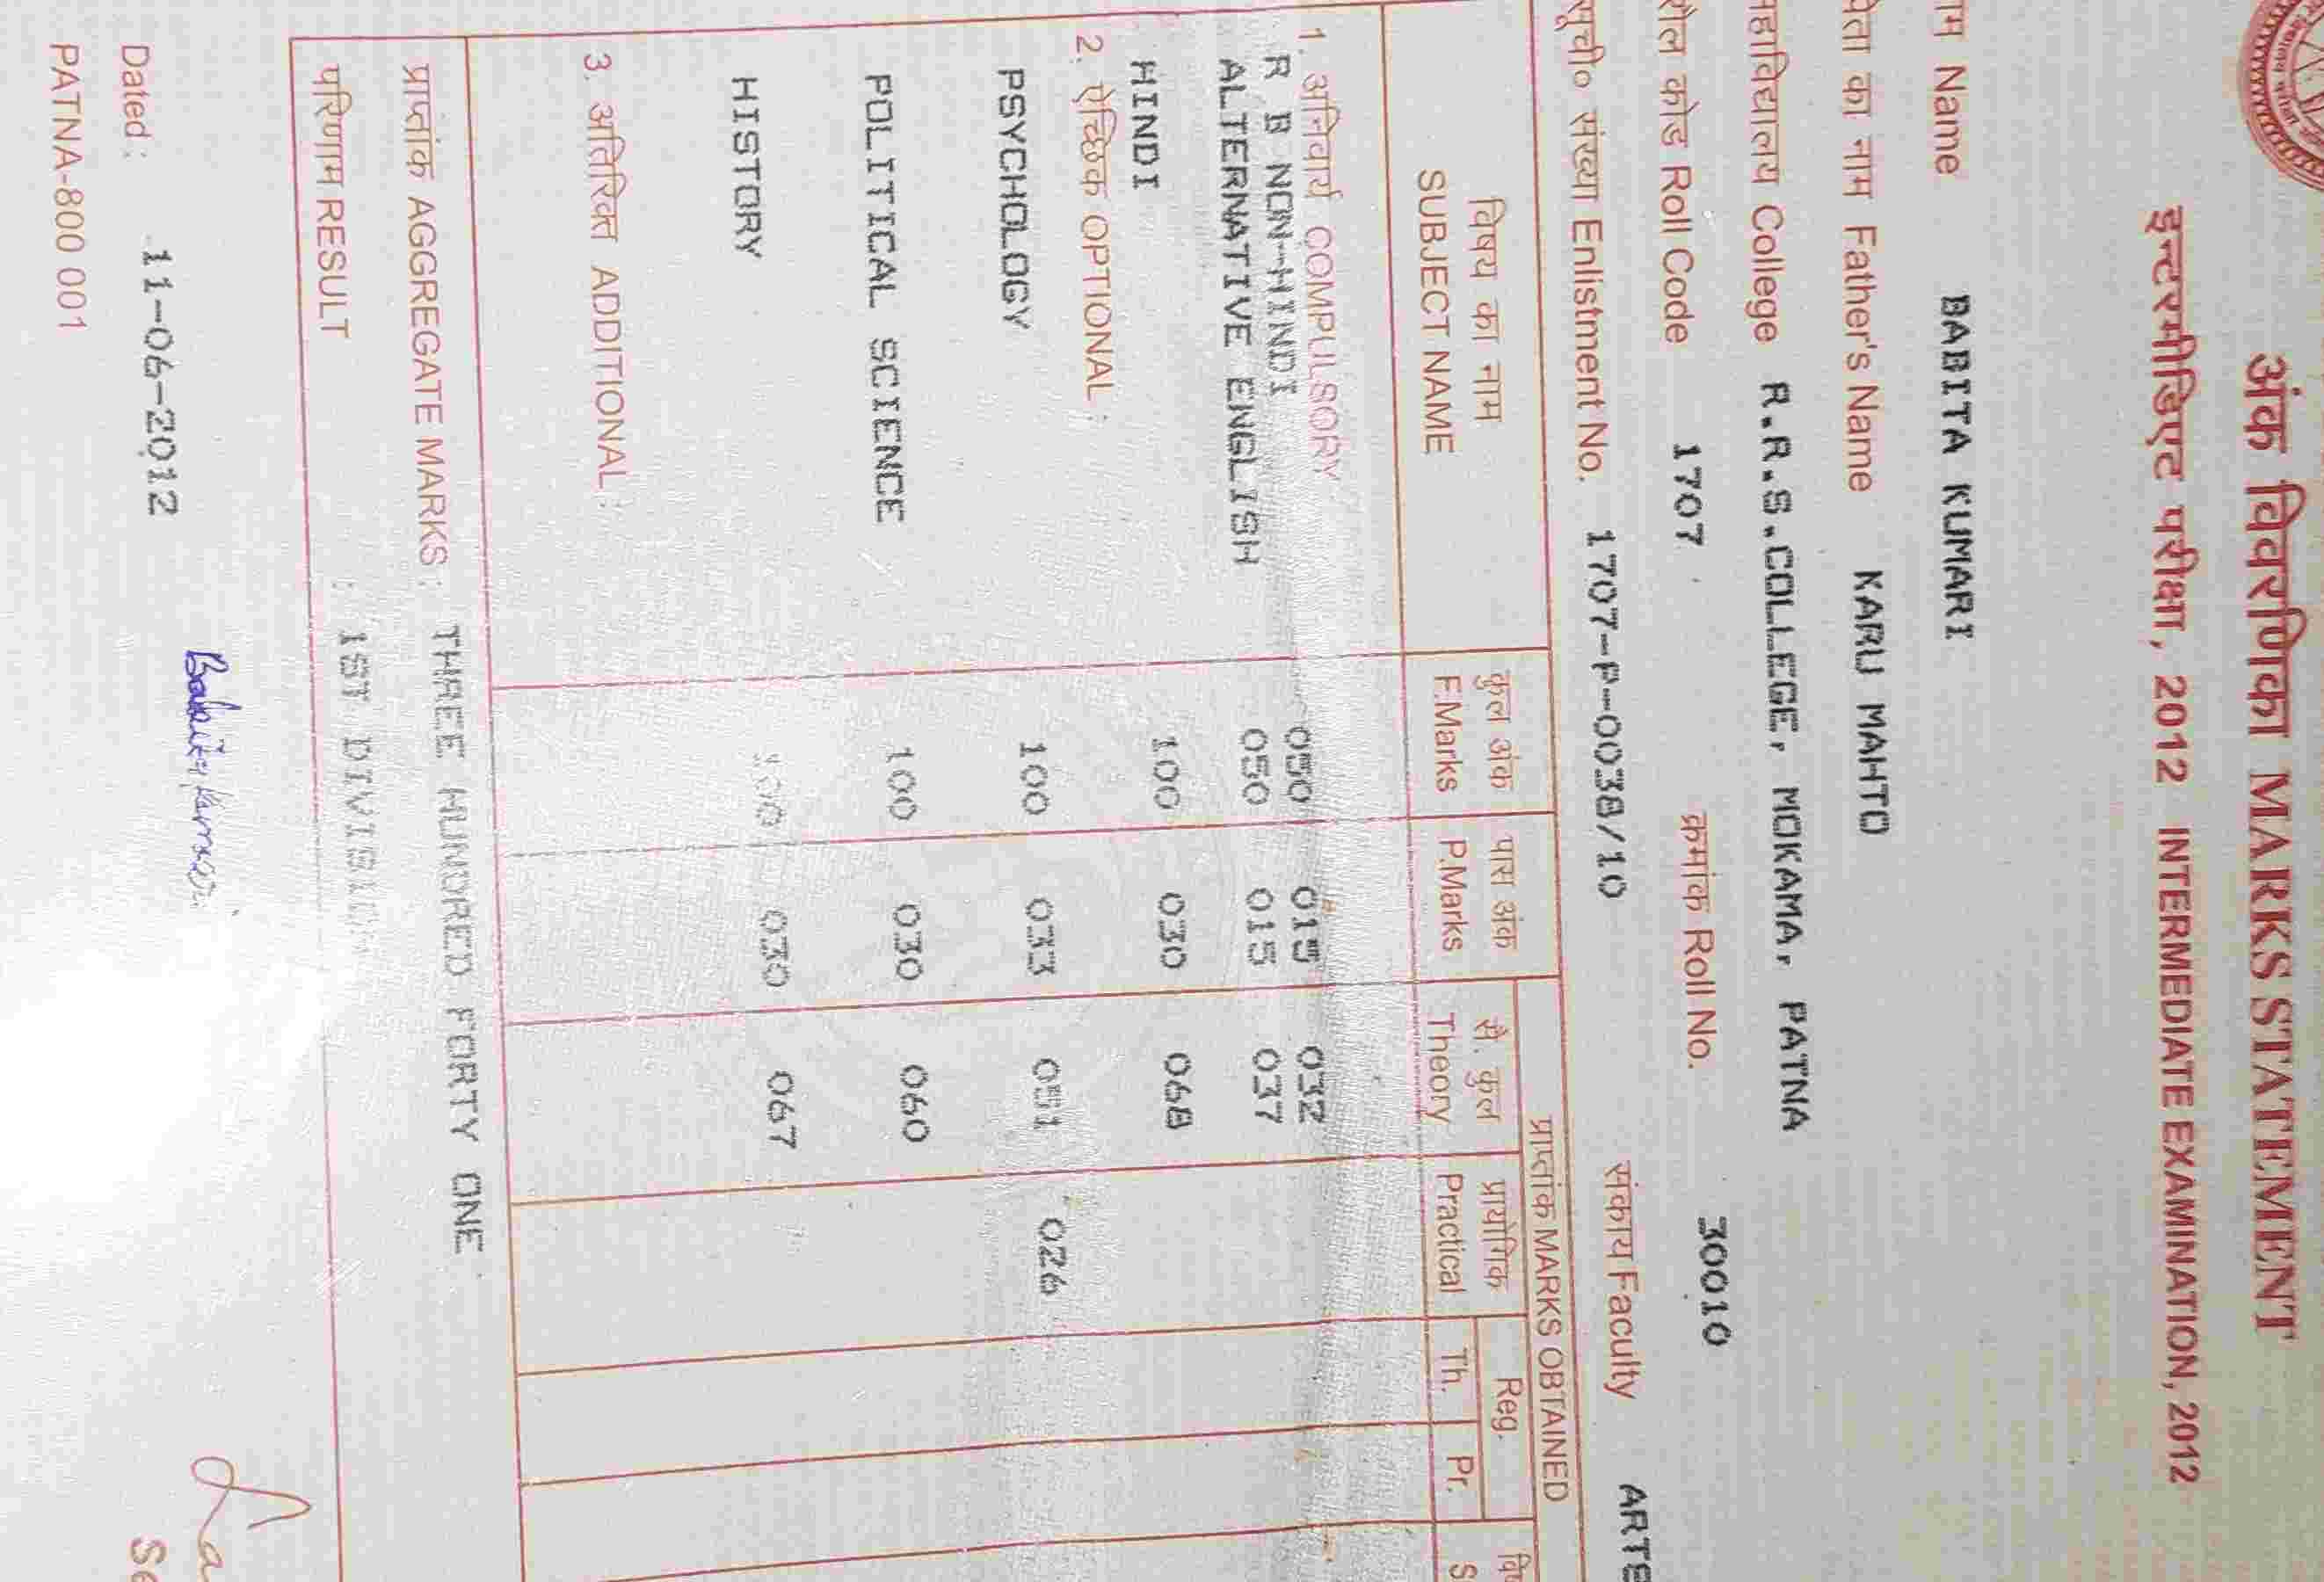 विद्यालय परीक्षा
अंक विवरणिका MARKS STATEMENT
इन्टरमीडिएट परीक्षा, 2012 INTERMEDIATE EXAMINATION, 2012
ाम Name BABITA KUMARI
पिता का नाम Father's Name KARU MAHTO
महाविद्यालय College R.R.S.COLLEGE, MOKAMA, PATNA
रौल कोड Roll Code 1707 क्रमांक Roll No. 30010
सूची० संख्या Enlistment No. 1707-P-0038/10 संकाय Faculty ARTS
प्राप्तांक MARKS OBTAINED
विषय का नाम कुल अंक पास अंक सै. कुल प्रायोगिक Reg. विष
SUBJECT NAME F.Marks P.Marks Theory Practical Th. Pr. S
1. अनिवार्य COMPULSORY
R B NON-HINDI 050 015 032
ALTERNATIVE ENGLISH 050 015 037
HINDI 100 030 068
2. ऐच्छिक OPTIONAL :
PSYCHOLOGY 100 033 051 026
POLITICAL SCIENCE 100 030 060
HISTORY 100 030 067
3. अतिरिक्त ADDITIONAL :
प्राप्तांक AGGREGATE MARKS : THREE HUNDRED FORTY ONE
परिणाम RESULT : 1ST DIVISION
Babita Kumari
La
Dated : 11-06-2012
Se
PATNA-800 001